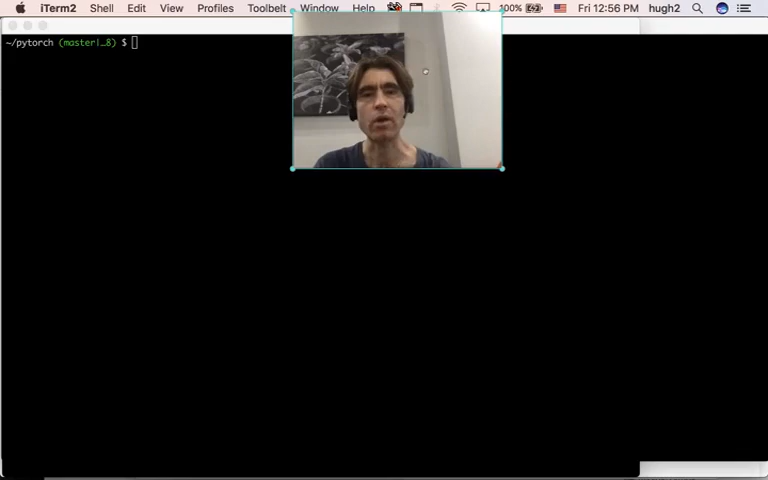 iTerm2 Shell Edit View Profiles Toolbelt Window Help 100% Fri 12:56 PM hugh2
~/pytorch (master|…8) $